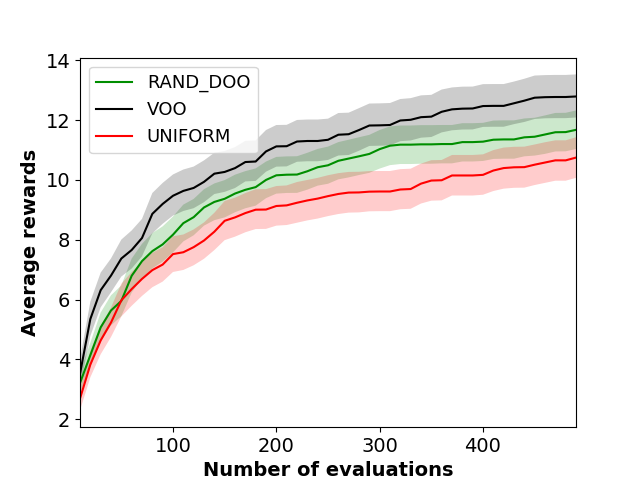 14
12
10
8
6
4
2
Average rewards
RAND_DOO
VOO
UNIFORM
100
200
300
400
Number of evaluations